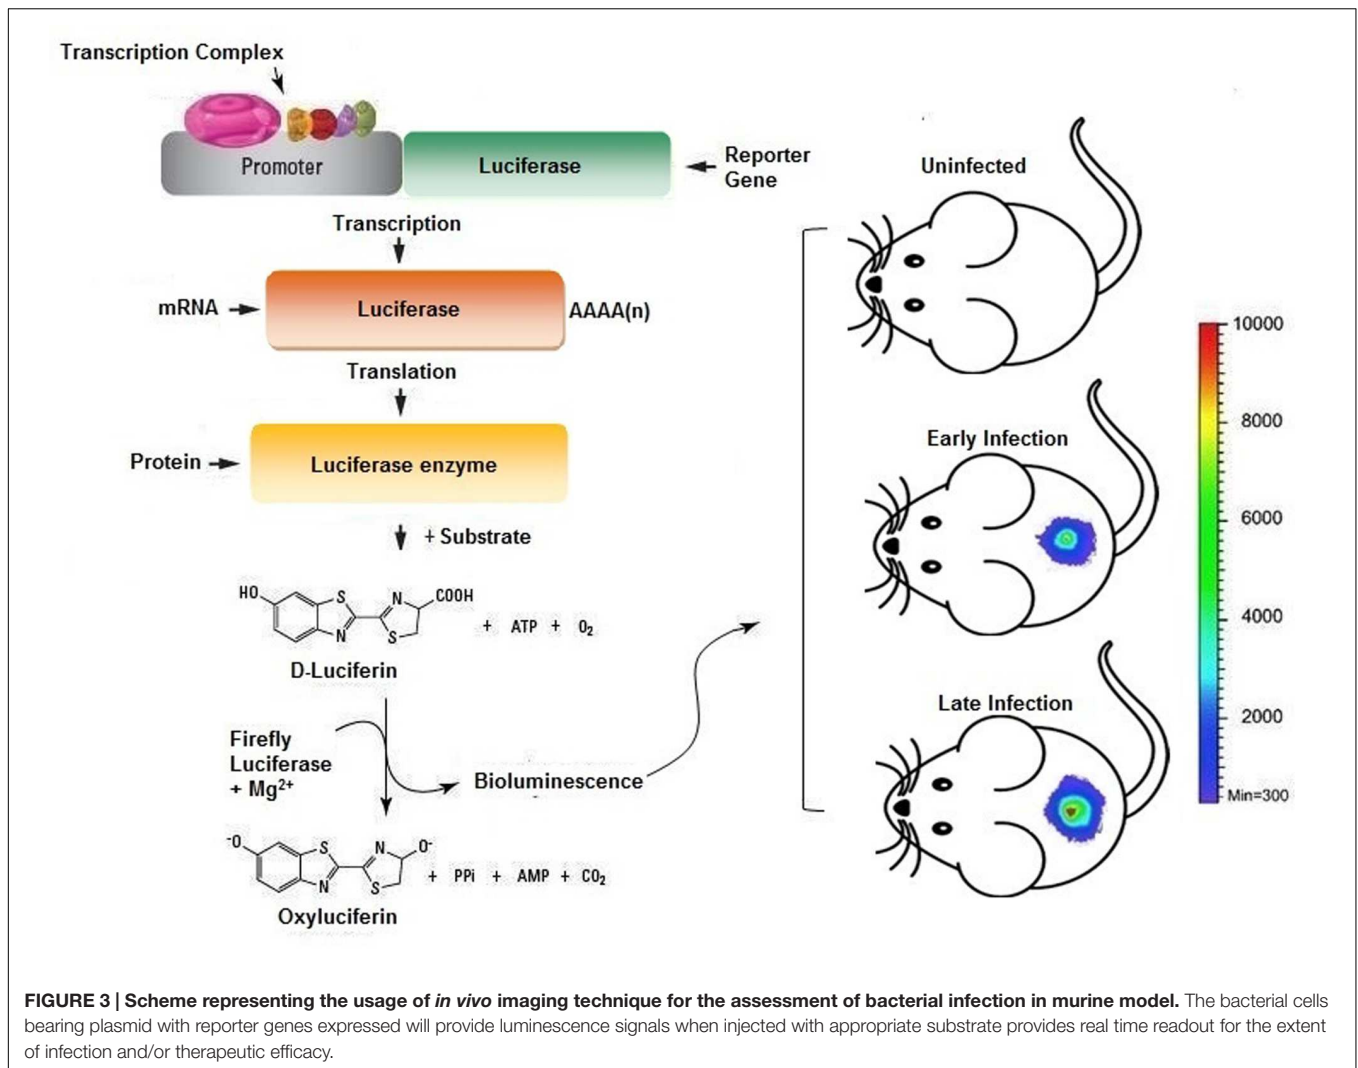 Transcription Complex
Promoter
Luciferase
Reporter
Gene
Transcription
mRNA
Luciferase
AAAA(n)
Translation
Protein
Luciferase enzyme
+ Substrate
HO
S
N
N
S
COOH
+ ATP + O₂
D-Luciferin
Firefly
Luciferase
+ Mg²⁺
Bioluminescence
⁻O
S
N
N
S
O⁻
+ PPi + AMP + CO₂
Oxyluciferin
Uninfected
Early Infection
Late Infection
10000
8000
6000
4000
2000
Min=300
FIGURE 3 | Scheme representing the usage of in vivo imaging technique for the assessment of bacterial infection in murine model. The bacterial cells
bearing plasmid with reporter genes expressed will provide luminescence signals when injected with appropriate substrate provides real time readout for the extent
of infection and/or therapeutic efficacy.